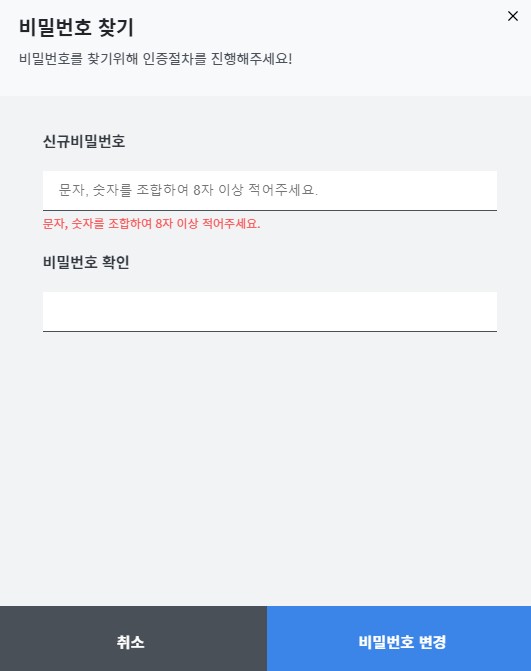 비밀번호 찾기
비밀번호를 찾기위해 인증절차를 진행해주세요!
신규비밀번호
문자, 숫자를 조합하여 8자 이상 적어주세요.
문자, 숫자를 조합하여 8자 이상 적어주세요.
비밀번호 확인
취소
비밀번호 변경